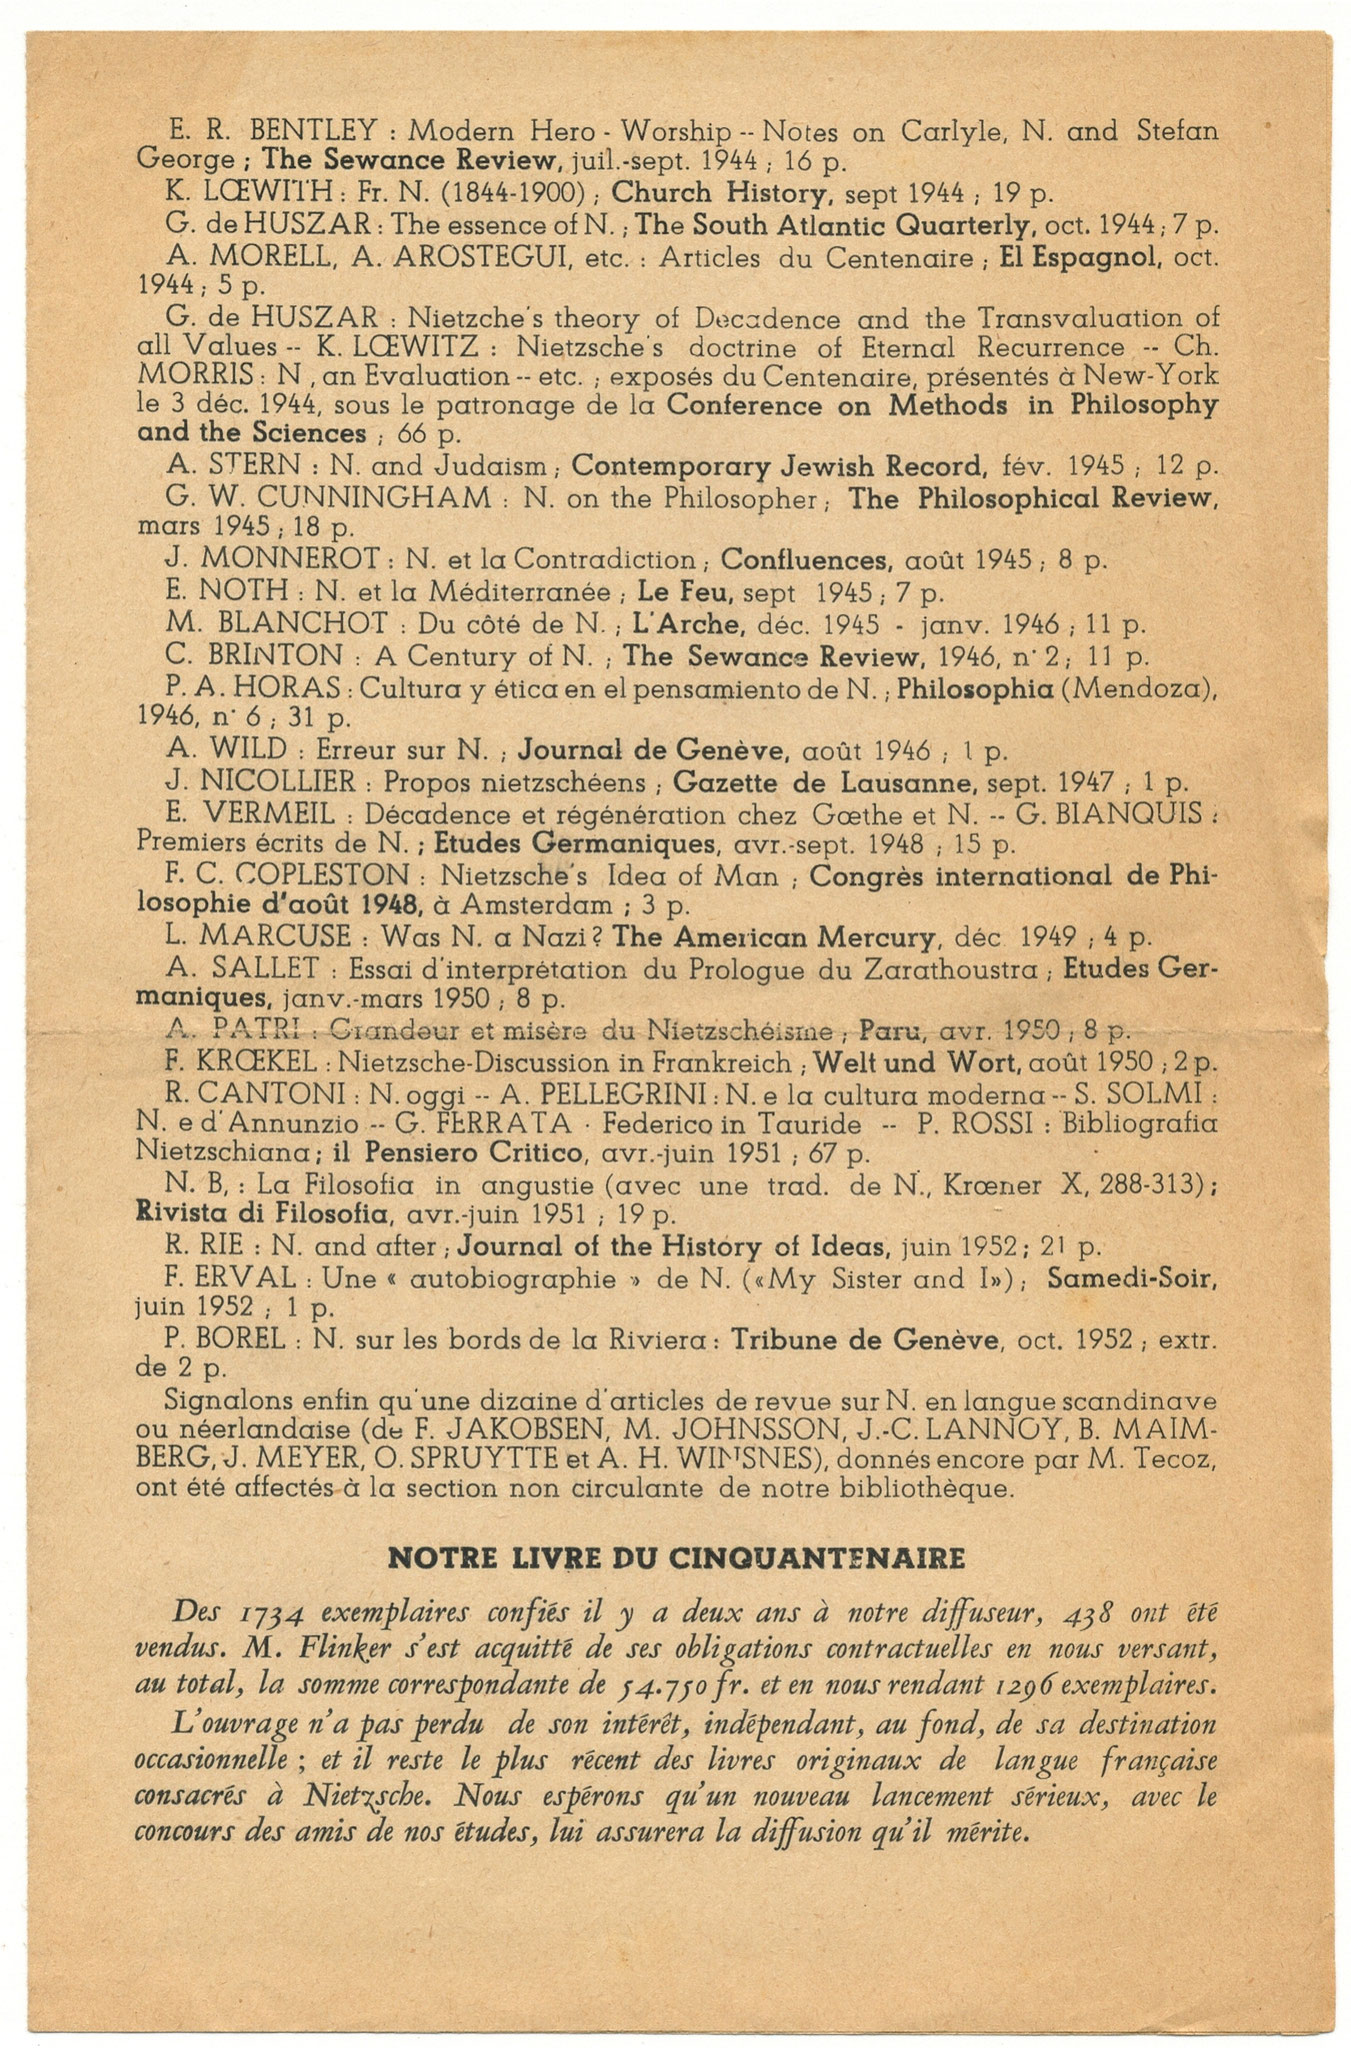 E. R. BENTLEY : Modern Hero - Worship -- Notes on Carlyle, N. and Stefan
George ; The Sewance Review, juil.-sept. 1944 ; 16 p.
K. LŒWITH : Fr. N. (1844-1900) ; Church History, sept 1944 ; 19 p.
G. de HUSZAR : The essence of N. ; The South Atlantic Quarterly, oct. 1944 ; 7 p.
A. MORELL, A. AROSTEGUI, etc. : Articles du Centenaire ; El Espagnol, oct.
1944 ; 5 p.
G. de HUSZAR : Nietzche's theory of Decadence and the Transvaluation of
all Values -- K. LŒWITZ : Nietzsche's doctrine of Eternal Recurrence -- Ch.
MORRIS : N , an Evaluation -- etc. ; exposés du Centenaire, présentés à New-York
le 3 déc. 1944, sous le patronage de la Conference on Methods in Philosophy
and the Sciences ; 66 p.
A. STERN : N. and Judaism ; Contemporary Jewish Record, fév. 1945 ; 12 p.
G. W. CUNNINGHAM : N. on the Philosopher ; The Philosophical Review,
mars 1945 ; 18 p.
J. MONNEROT : N. et la Contradiction ; Confluences, août 1945 ; 8 p.
E. NOTH : N. et la Méditerranée ; Le Feu, sept 1945 ; 7 p.
M. BLANCHOT : Du côté de N. ; L'Arche, déc. 1945 - janv. 1946 ; 11 p.
C. BRINTON : A Century of N. ; The Sewance Review, 1946, n° 2 ; 11 p.
P. A. HORAS : Cultura y ética en el pensamiento de N. ; Philosophia (Mendoza),
1946, n° 6 ; 31 p.
A. WILD : Erreur sur N. ; Journal de Genève, août 1946 ; 1 p.
J. NICOLLIER : Propos nietzschéens ; Gazette de Lausanne, sept. 1947 ; 1 p.
E. VERMEIL : Décadence et régénération chez Gœthe et N. -- G. BIANQUIS :
Premiers écrits de N. ; Etudes Germaniques, avr.-sept. 1948 ; 15 p.
F. C. COPLESTON : Nietzsche's Idea of Man ; Congrès international de Phi-
losophie d'août 1948, à Amsterdam ; 3 p.
L. MARCUSE : Was N. a Nazi ? The American Mercury, déc 1949 ; 4 p.
A. SALLET : Essai d'interprétation du Prologue du Zarathoustra ; Etudes Ger-
maniques, janv.-mars 1950 ; 8 p.
A. PATRI : Grandeur et misère du Nietzschéisme ; Paru, avr. 1950 ; 8 p.
F. KRŒKEL : Nietzsche-Discussion in Frankreich ; Welt und Wort, août 1950 ; 2 p.
R. CANTONI : N. oggi -- A. PELLEGRINI : N. e la cultura moderna -- S. SOLMI :
N. e d'Annunzio -- G. FERRATA · Federico in Tauride -- P. ROSSI : Bibliografia
Nietzschiana ; il Pensiero Critico, avr.-juin 1951 ; 67 p.
N. B, : La Filosofia in angustie (avec une trad. de N., Krœner X, 288-313) ;
Rivista di Filosofia, avr.-juin 1951 ; 19 p.
R. RIE : N. and after ; Journal of the History of Ideas, juin 1952 ; 21 p.
F. ERVAL : Une « autobiographie » de N. («My Sister and I») ; Samedi-Soir,
juin 1952 ; 1 p.
P. BOREL : N. sur les bords de la Riviera : Tribune de Genève, oct. 1952 ; extr.
de 2 p.
Signalons enfin qu'une dizaine d'articles de revue sur N. en langue scandinave
ou néerlandaise (de F. JAKOBSEN, M. JOHNSSON, J.-C. LANNOY, B. MAIM-
BERG, J. MEYER, O. SPRUYTTE et A. H. WINSNES), donnés encore par M. Tecoz,
ont été affectés à la section non circulante de notre bibliothèque.
NOTRE LIVRE DU CINQUANTENAIRE
Des 1734 exemplaires confiés il y a deux ans à notre diffuseur, 438 ont été
vendus. M. Flinker s'est acquitté de ses obligations contractuelles en nous versant,
au total, la somme correspondante de 54.750 fr. et en nous rendant 1296 exemplaires.
L'ouvrage n'a pas perdu de son intérêt, indépendant, au fond, de sa destination
occasionnelle ; et il reste le plus récent des livres originaux de langue française
consacrés à Nietzsche. Nous espérons qu'un nouveau lancement sérieux, avec le
concours des amis de nos études, lui assurera la diffusion qu'il mérite.